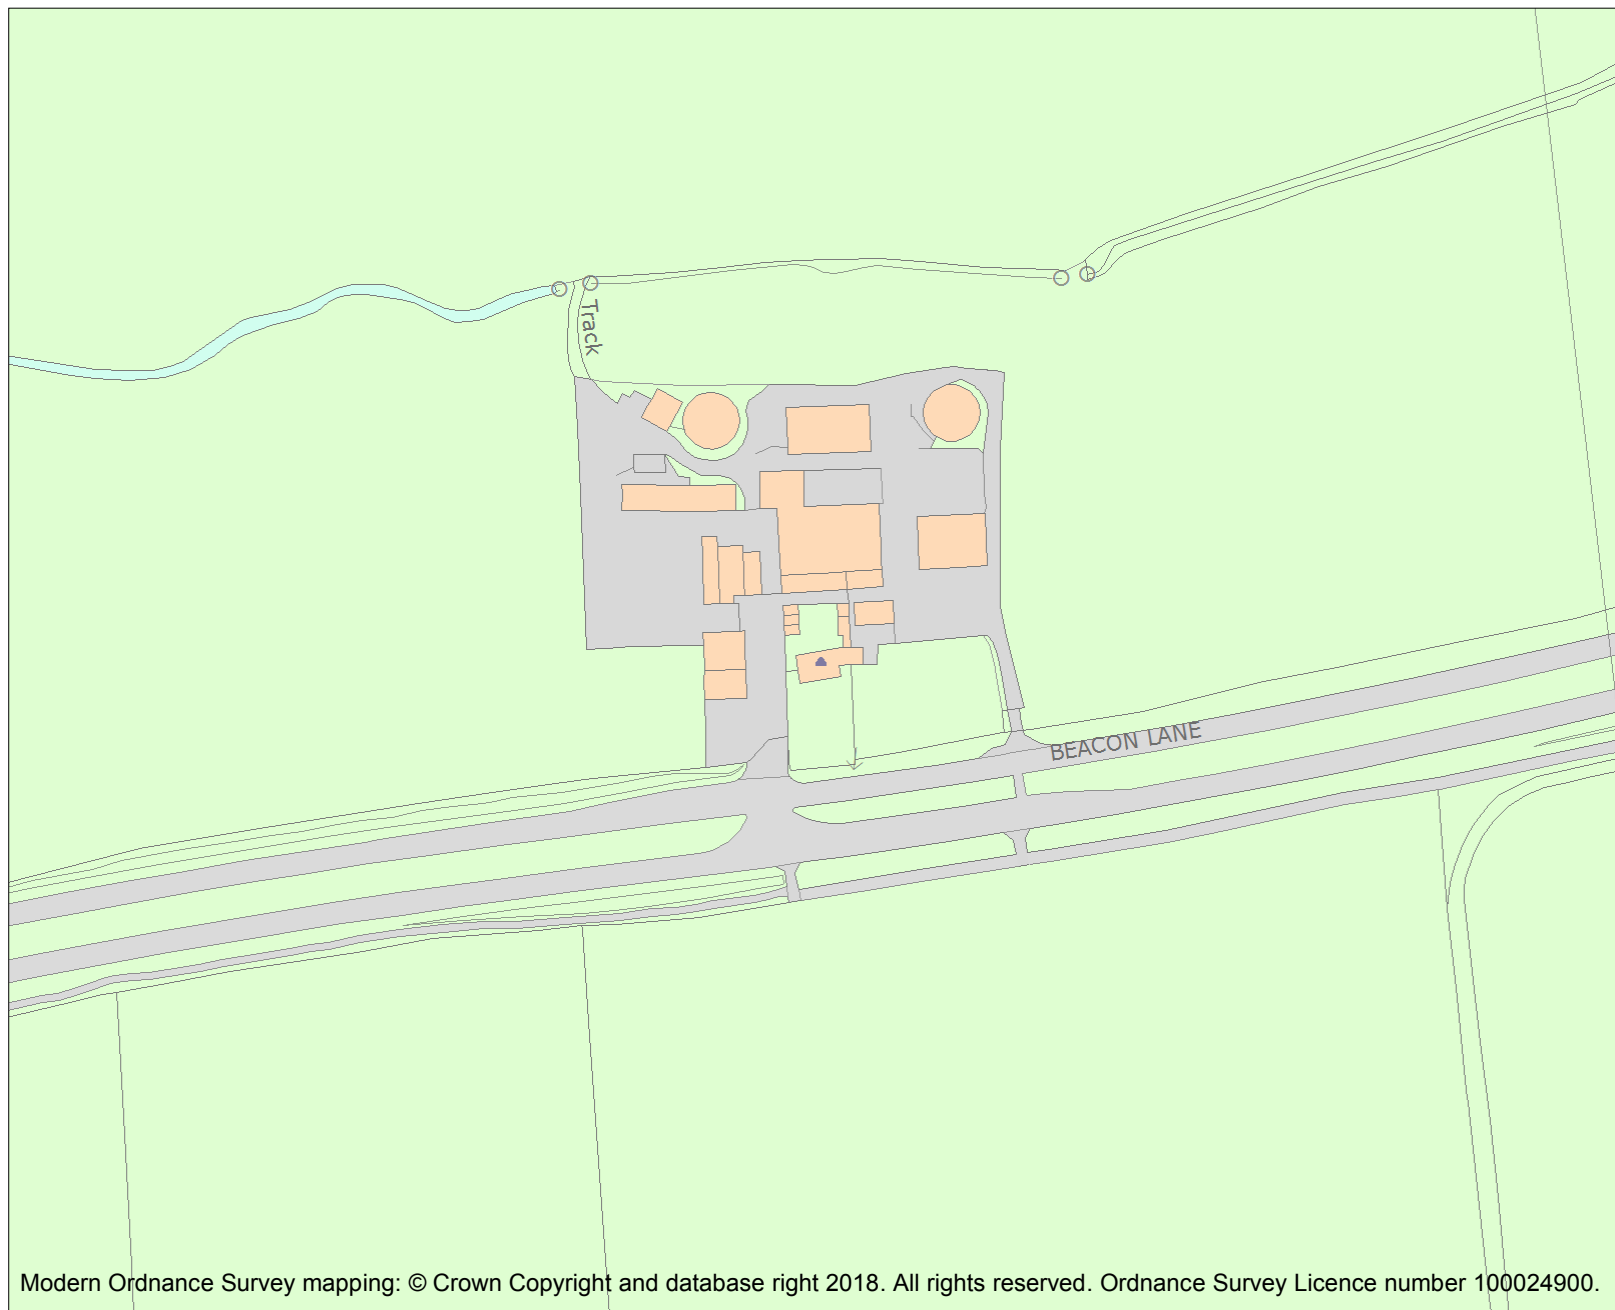 Track
BEACON LANE
Modern Ordnance Survey mapping: © Crown Copyright and database right 2018. All rights reserved. Ordnance Survey Licence number 100024900.